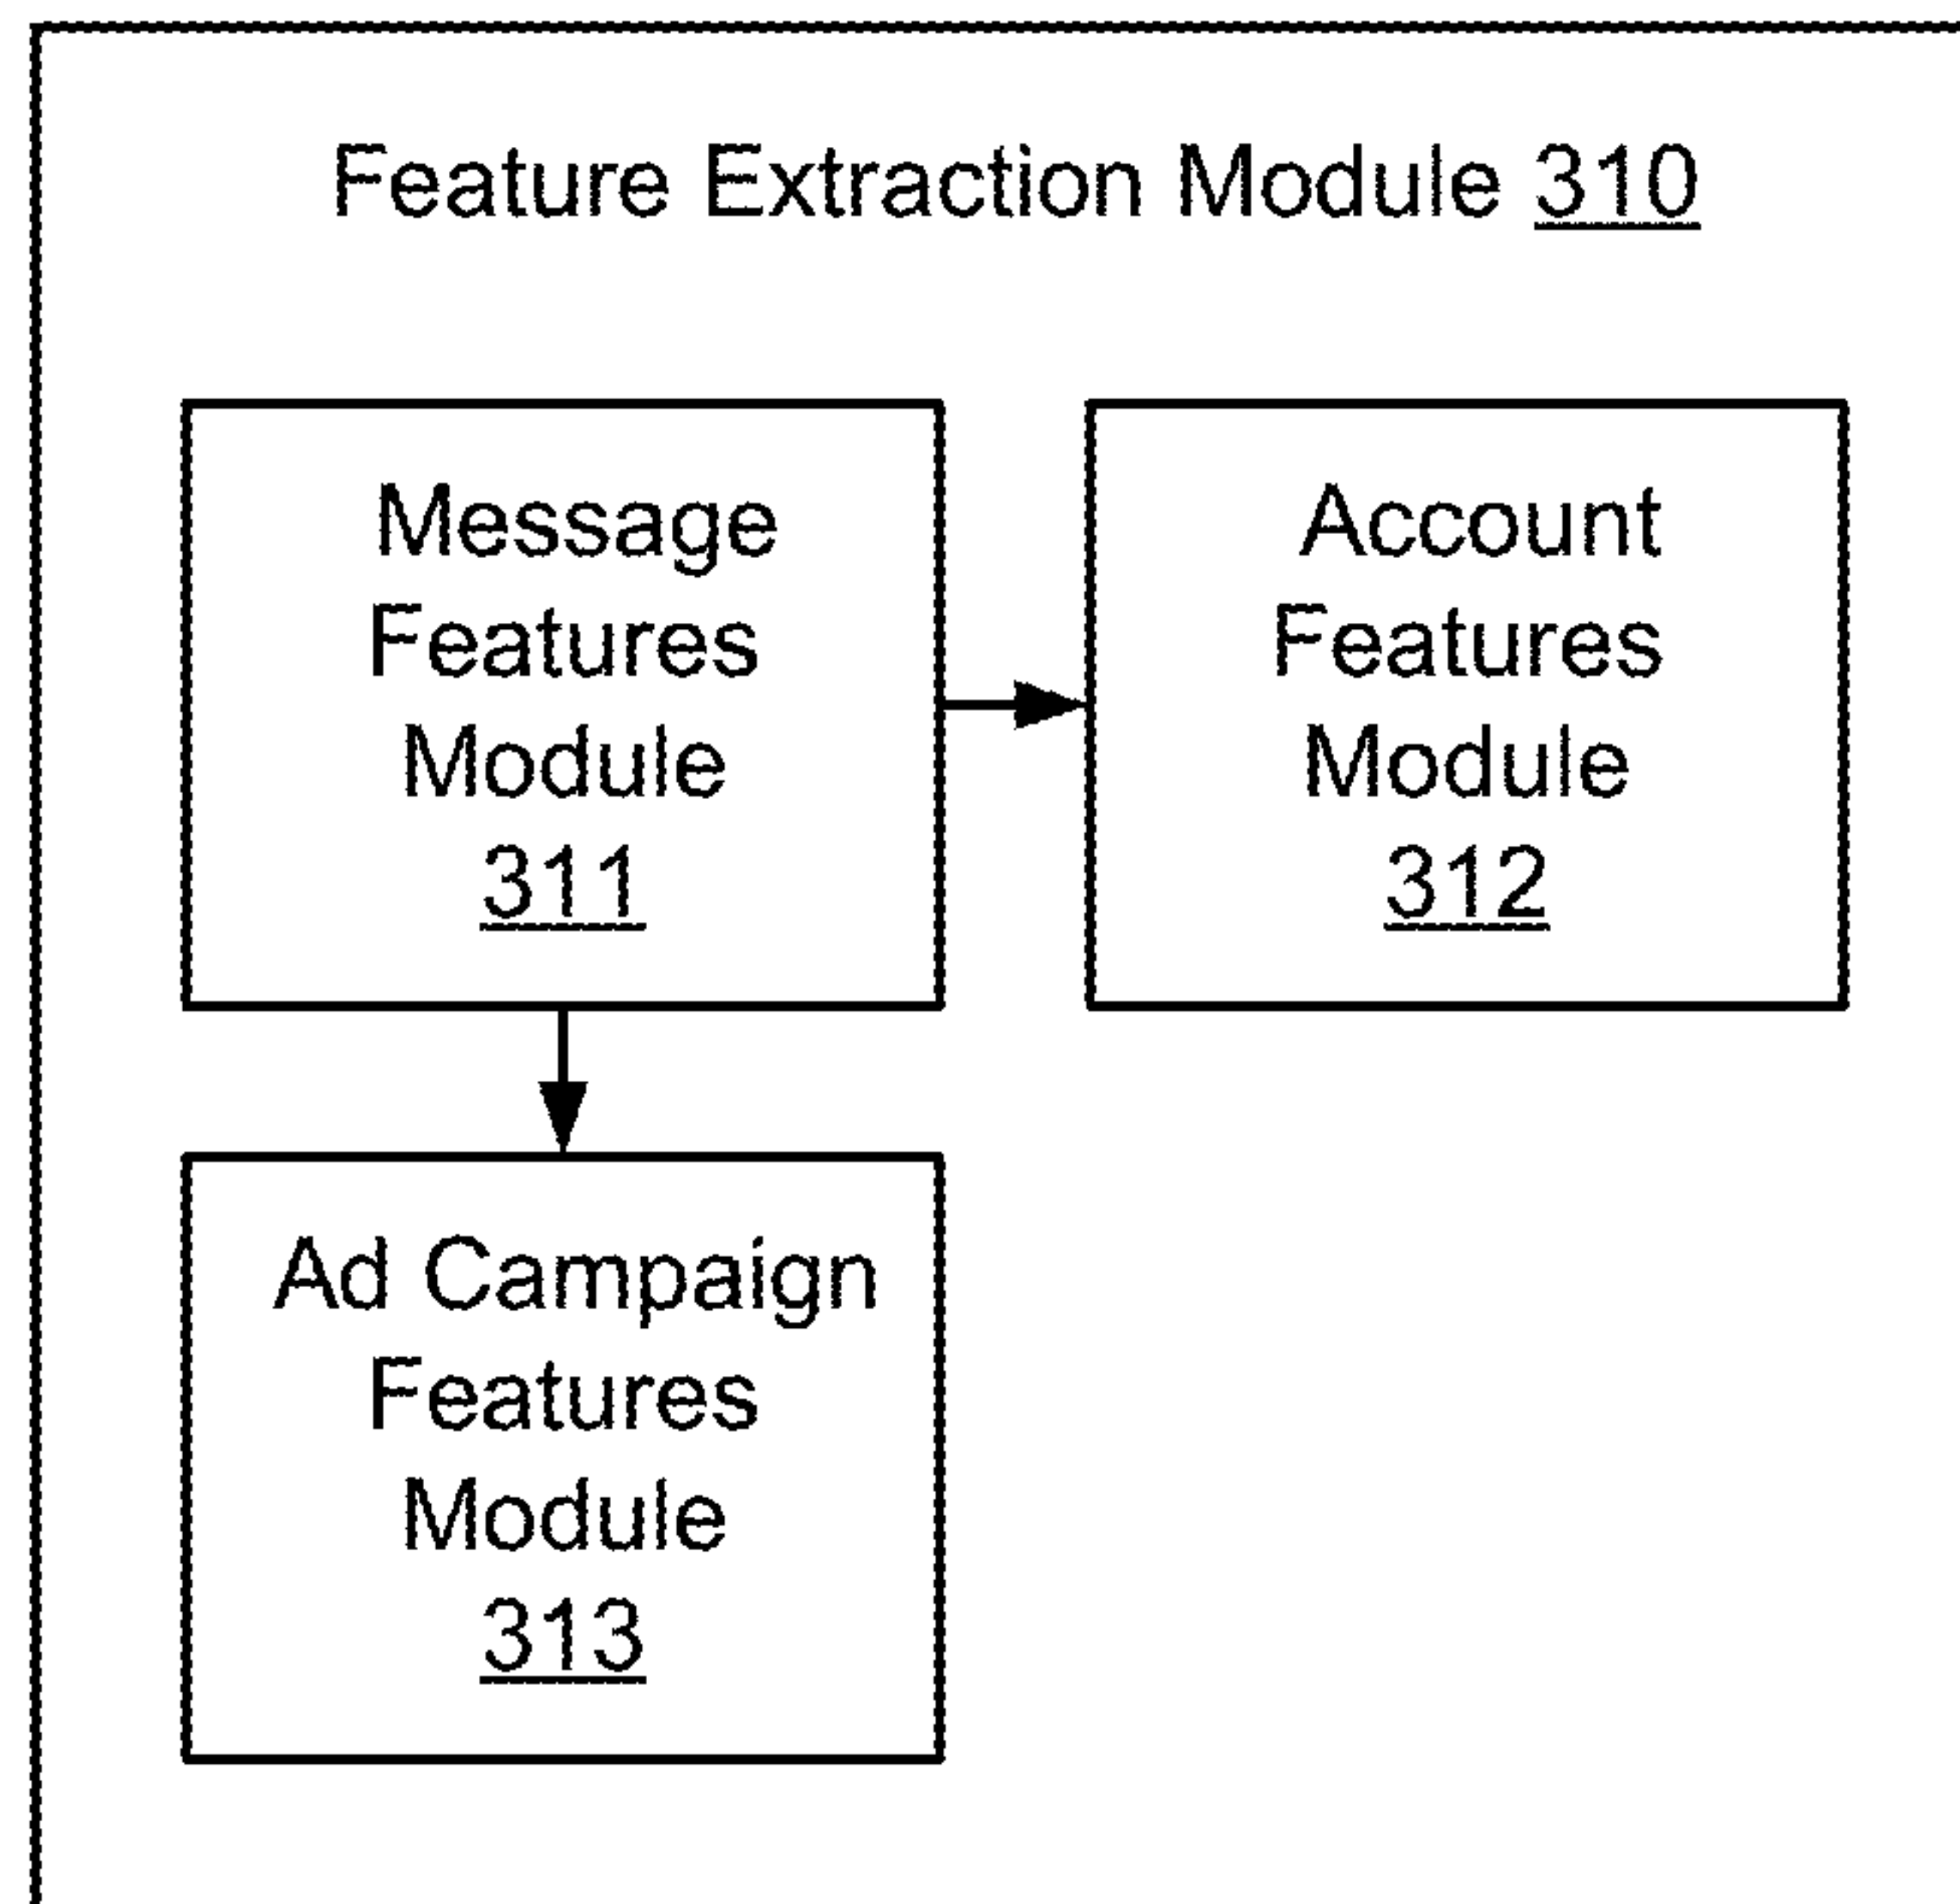 Feature Extraction Module 310
Message
Features
Module
311
Account
Features
Module
312
Ad Campaign
Features
Module
313